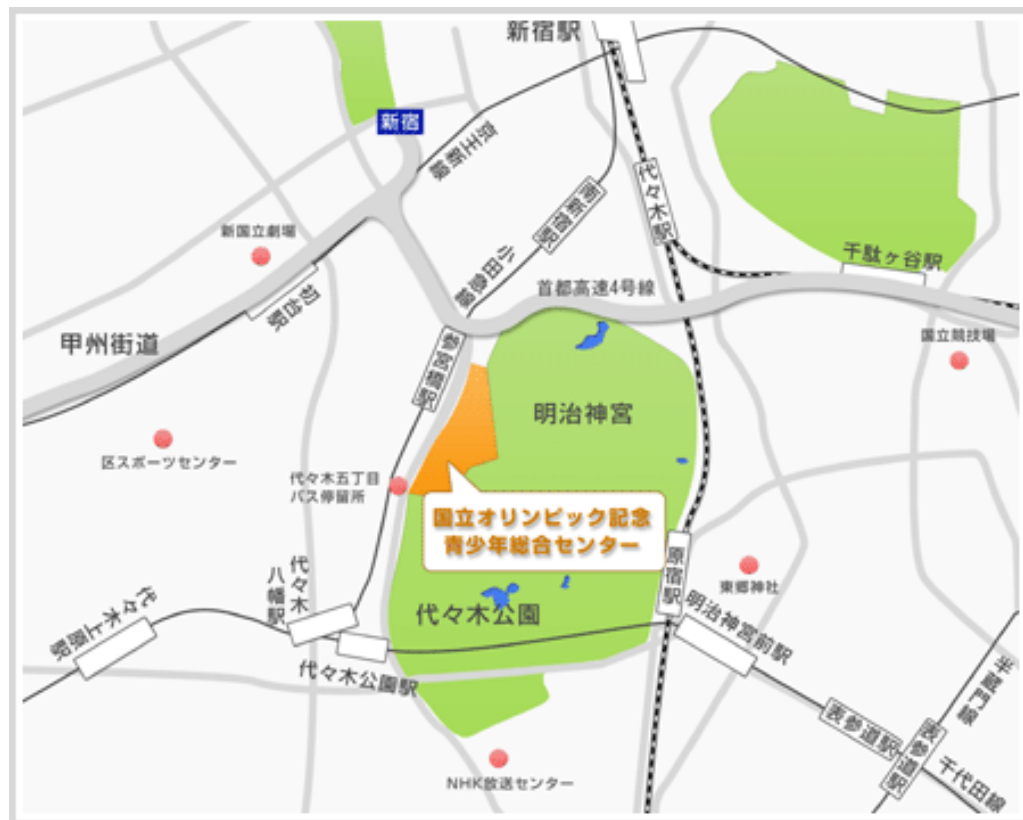 新宿駅
新宿
京王新線
代々木駅
南新宿駅
新国立劇場
小田急線
千駄ヶ谷駅
初台駅
首都高速4号線
甲州街道
参宮橋駅
国立競技場
明治神宮
区スポーツセンター
代々木五丁目
バス停留所
国立オリンピック記念
青少年総合センター
原宿駅
東郷神社
代々木
八幡駅
代々木公園
明治神宮前駅
代々木上原駅
代々木公園駅
半蔵門線
表参道駅
表参道駅
千代田線
NHK放送センター